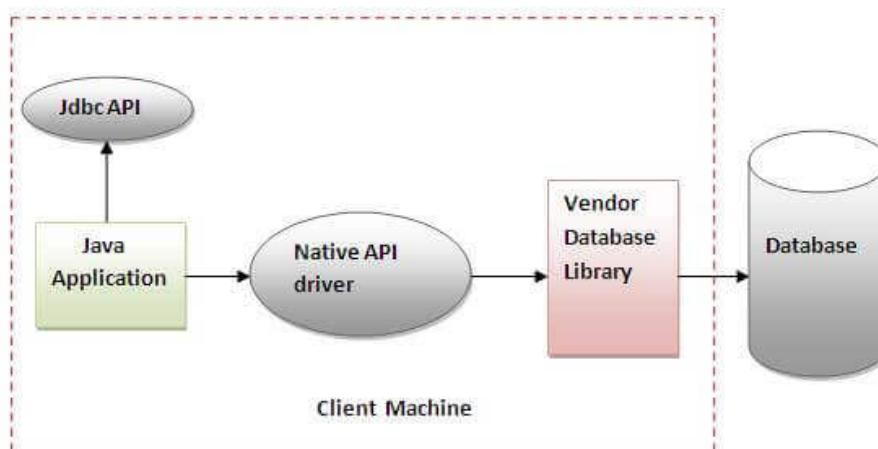 Jdbc API
Java
Application
Native API
driver
Vendor
Database
Library
Database
Client Machine